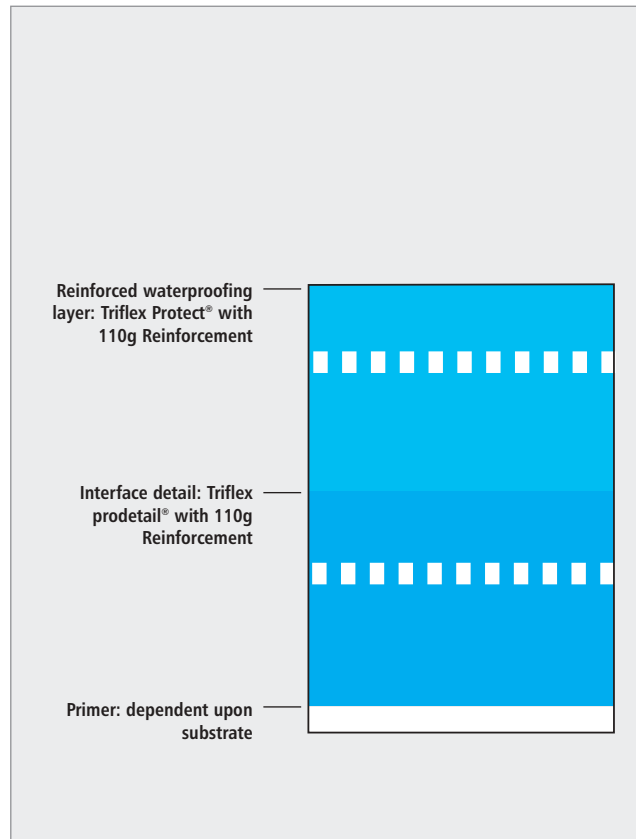 Reinforced waterproofing
layer: Triflex Protect® with
110g Reinforcement
Interface detail: Triflex
prodetail® with 110g
Reinforcement
Primer: dependent upon
substrate